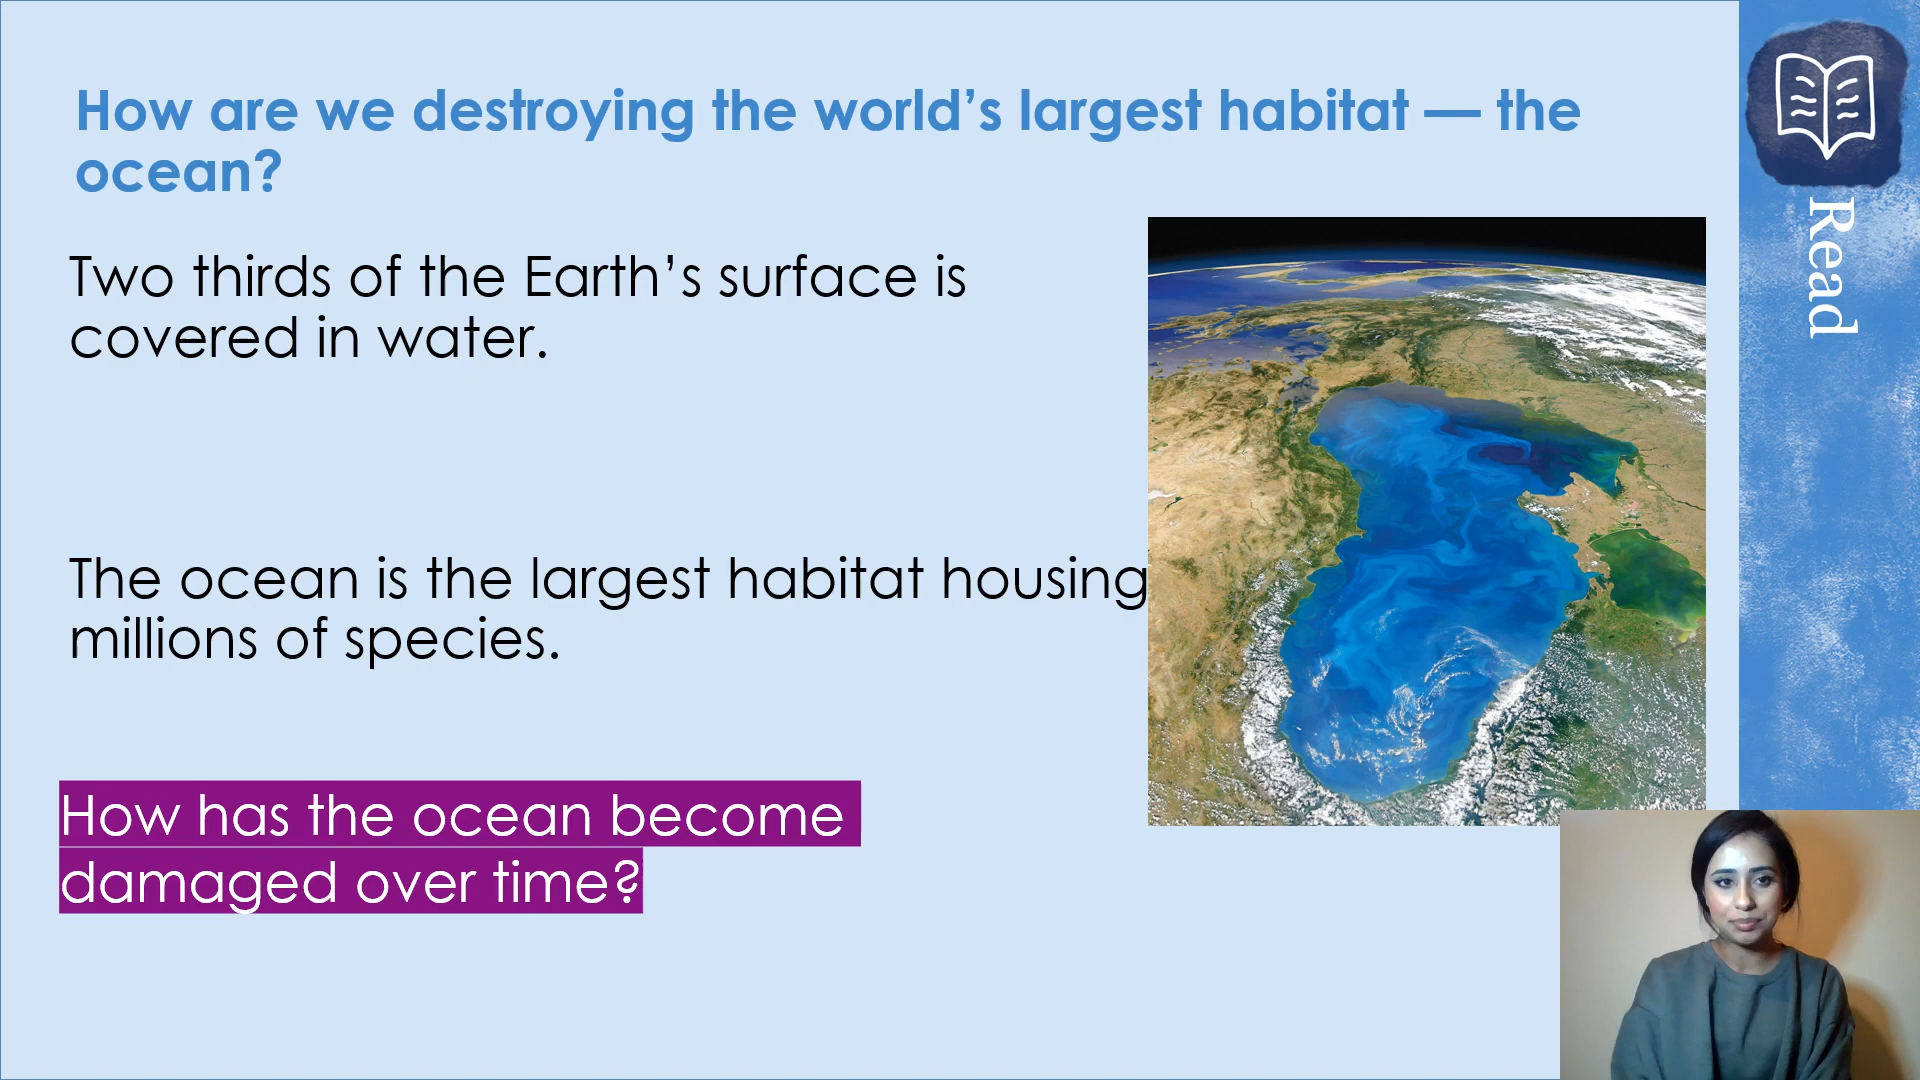 How are we destroying the world’s largest habitat — the
ocean?
Two thirds of the Earth’s surface is
covered in water.
The ocean is the largest habitat housing
millions of species.
How has the ocean become
damaged over time?
Read